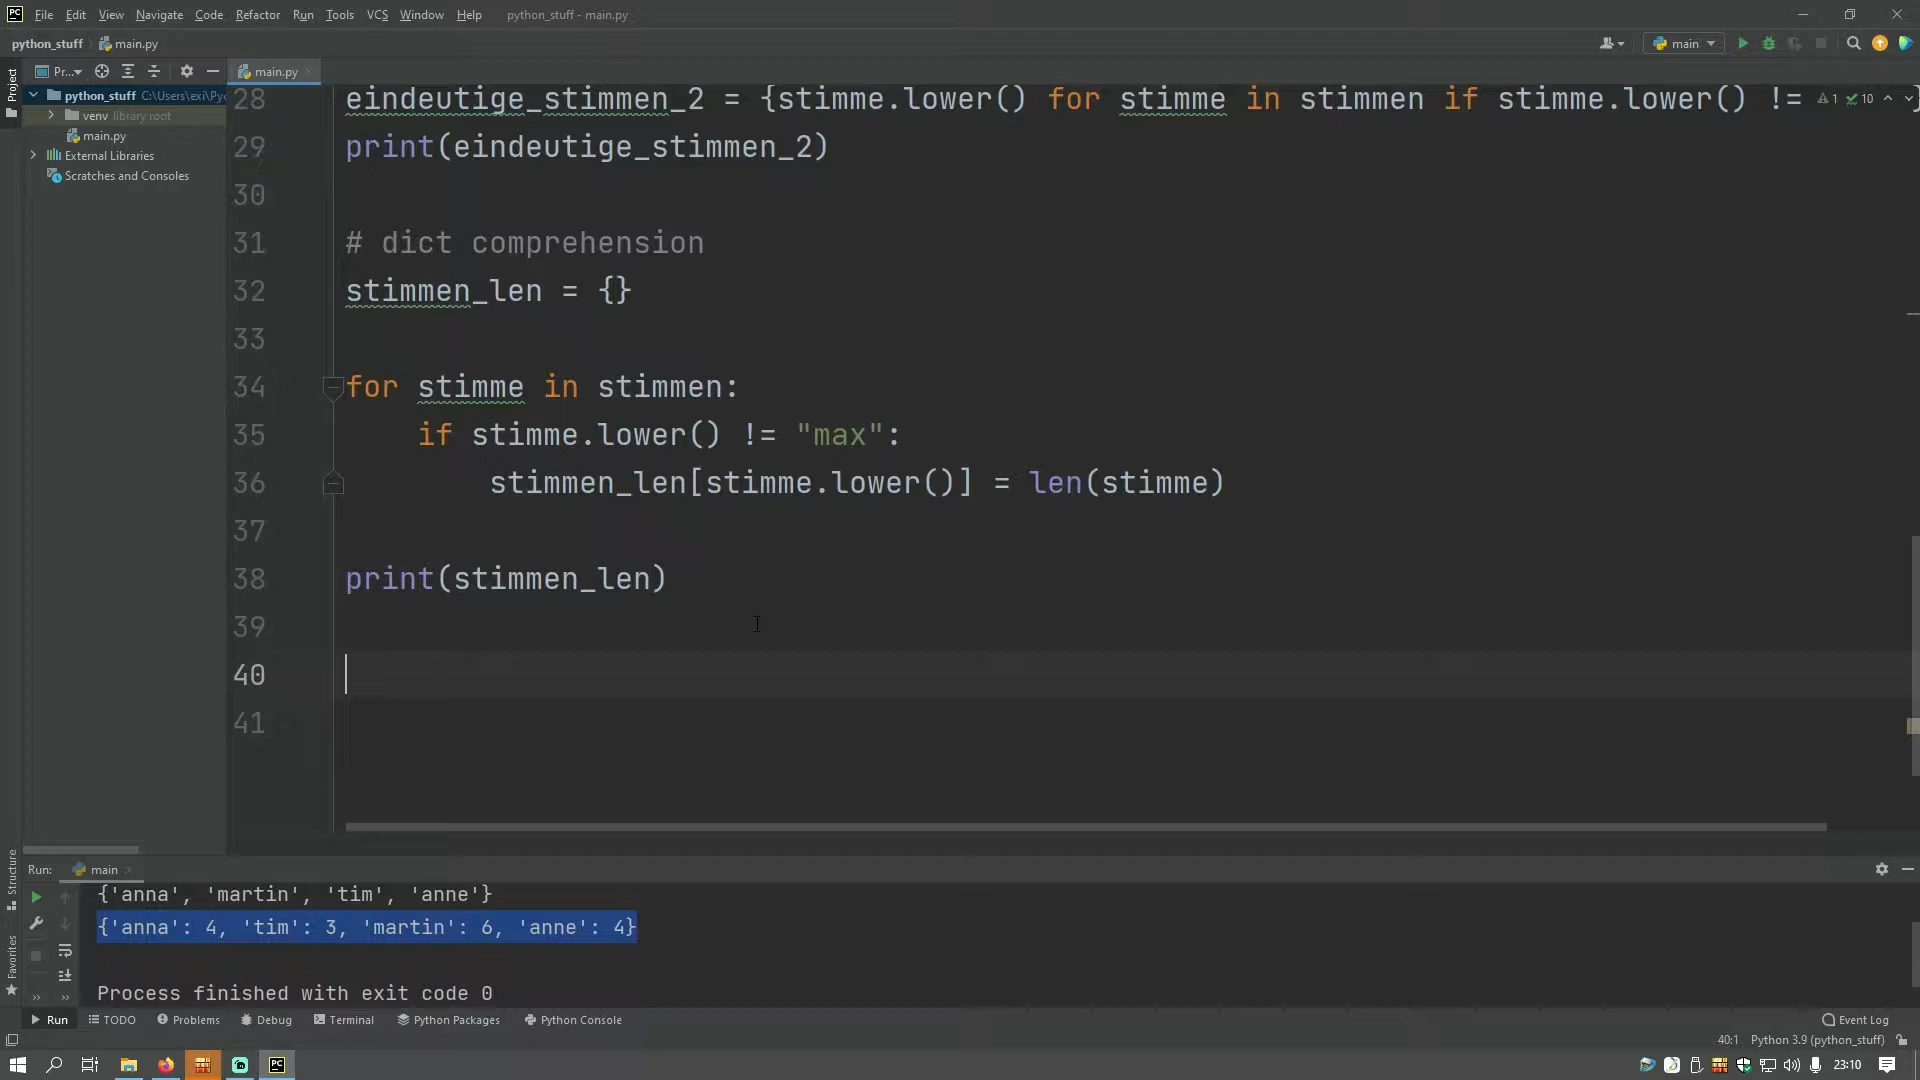 File Edit View Navigate Code Refactor Run Tools VCS Window Help python_stuff - main.py
python_stuff main.py main
Project Pr... main.py
python_stuff C:\Users\exi\Pyc
venv library root
main.py
External Libraries
Scratches and Consoles
28 eindeutige_stimmen_2 = {stimme.lower() for stimme in stimmen if stimme.lower() != 1 10
29 print(eindeutige_stimmen_2)
30
31 # dict comprehension
32 stimmen_len = {}
33
34 for stimme in stimmen:
35 if stimme.lower() != "max":
36 stimmen_len[stimme.lower()] = len(stimme)
37
38 print(stimmen_len)
39
40
41
Structure
Favorites
Run: main
{'anna', 'martin', 'tim', 'anne'}
{'anna': 4, 'tim': 3, 'martin': 6, 'anne': 4}
Process finished with exit code 0
Run TODO Problems Debug Terminal Python Packages Python Console Event Log
40:1 Python 3.9 (python_stuff)
23:10